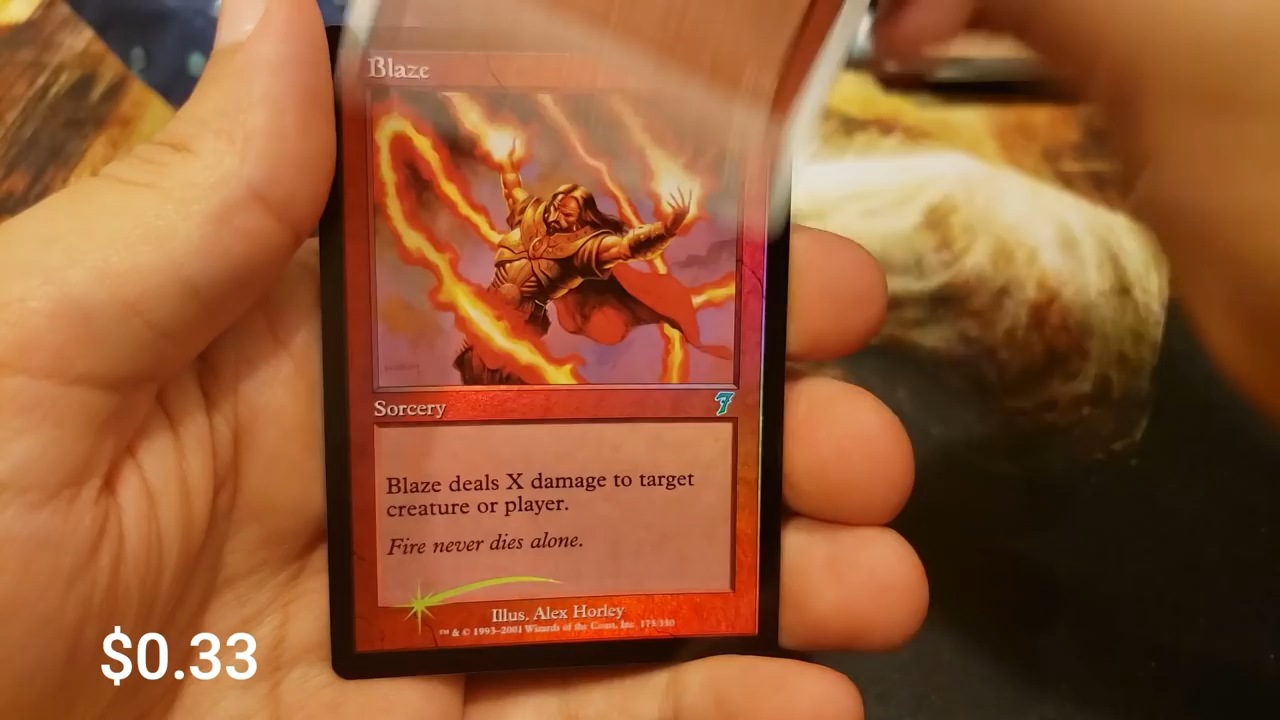 Blaze
Sorcery
7
Blaze deals X damage to target
creature or player.
Fire never dies alone.
Illus. Alex Horley
™ & © 1993–2001 Wizards of the Coast, Inc.
$0.33